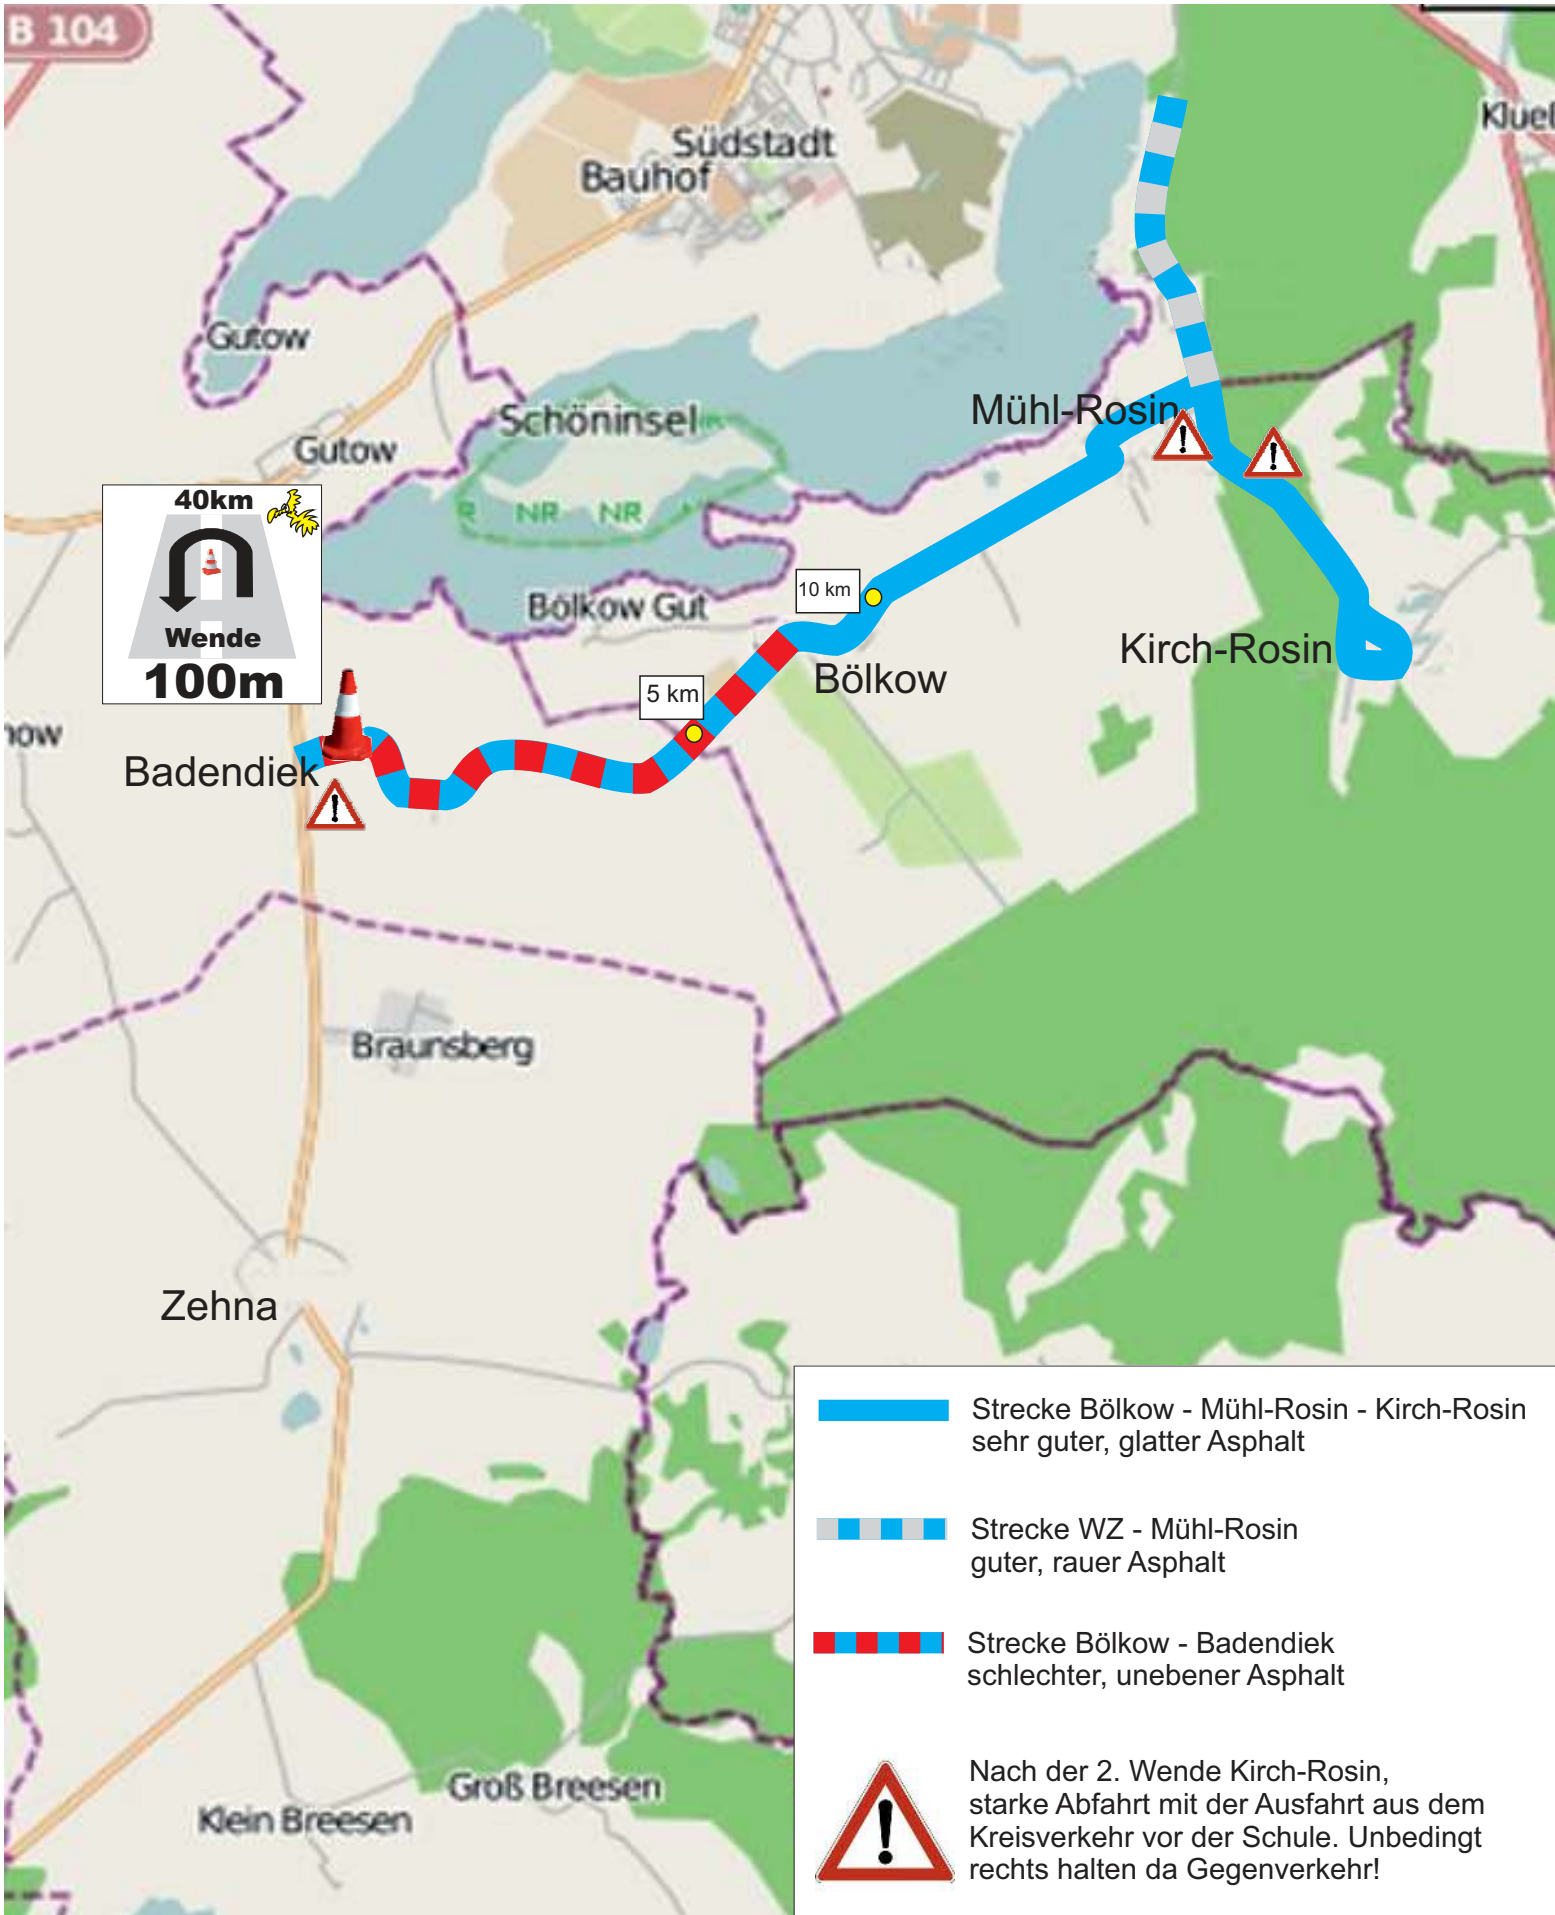 B 104
Kluet
Südstadt
Bauhof
Gutow
Mühl-Rosin
Schöninsel
Gutow
40km
Wende
100m
NR
NR
10 km
Bölkow Gut
Kirch-Rosin
Bölkow
5 km
now
Badendiek
Braunsberg
Zehna
Groß Breesen
Klein Breesen
Strecke Bölkow - Mühl-Rosin - Kirch-Rosin
sehr guter, glatter Asphalt
Strecke WZ - Mühl-Rosin
guter, rauer Asphalt
Strecke Bölkow - Badendiek
schlechter, unebener Asphalt
Nach der 2. Wende Kirch-Rosin,
starke Abfahrt mit der Ausfahrt aus dem
Kreisverkehr vor der Schule. Unbedingt
rechts halten da Gegenverkehr!